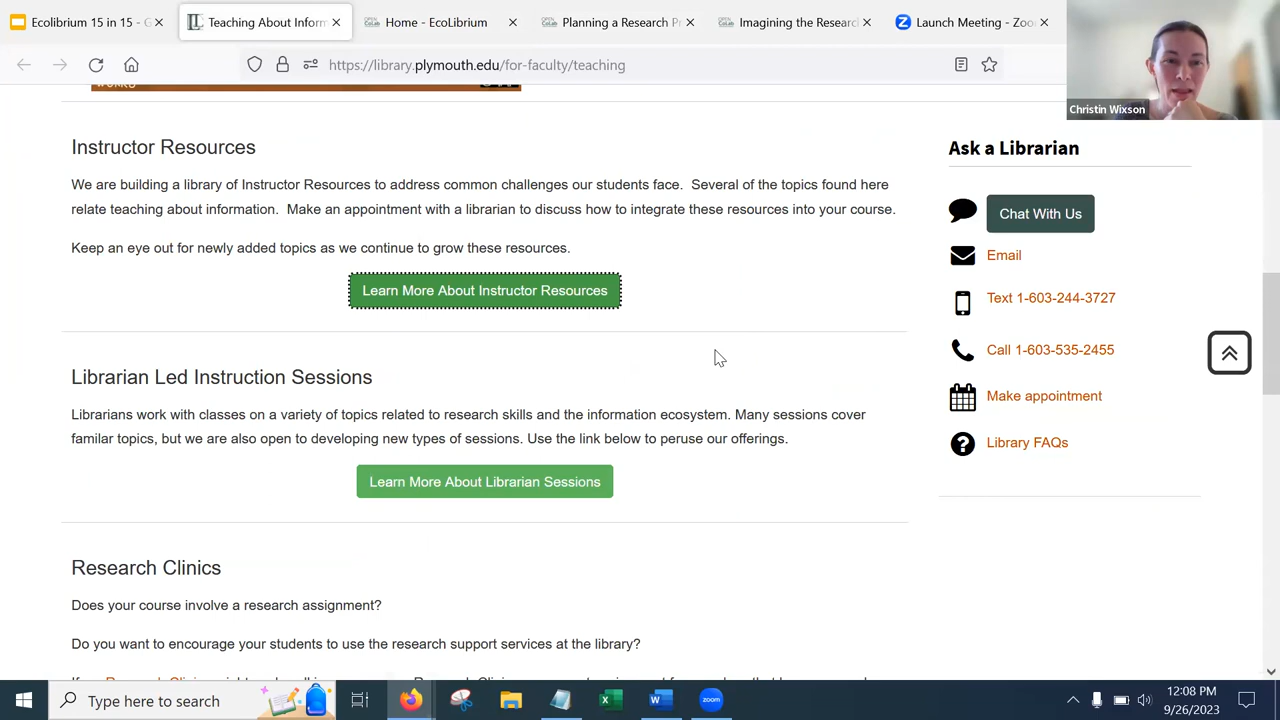 Ecolibrium 15 in 15 - G
Teaching About Inform
Home - EcoLibrium
Planning a Research Pr
Imagining the Researc
Launch Meeting - Zoo
https://library.plymouth.edu/for-faculty/teaching
Christin Wixson
Instructor Resources
We are building a library of Instructor Resources to address common challenges our students face.  Several of the topics found here
relate teaching about information.  Make an appointment with a librarian to discuss how to integrate these resources into your course.
Keep an eye out for newly added topics as we continue to grow these resources.
Learn More About Instructor Resources
Librarian Led Instruction Sessions
Librarians work with classes on a variety of topics related to research skills and the information ecosystem. Many sessions cover
familar topics, but we are also open to developing new types of sessions. Use the link below to peruse our offerings.
Learn More About Librarian Sessions
Research Clinics
Does your course involve a research assignment?
Do you want to encourage your students to use the research support services at the library?
Ask a Librarian
Chat With Us
Email
Text 1-603-244-3727
Call 1-603-535-2455
Make appointment
Library FAQs
Type here to search
zoom
12:08 PM
9/26/2023